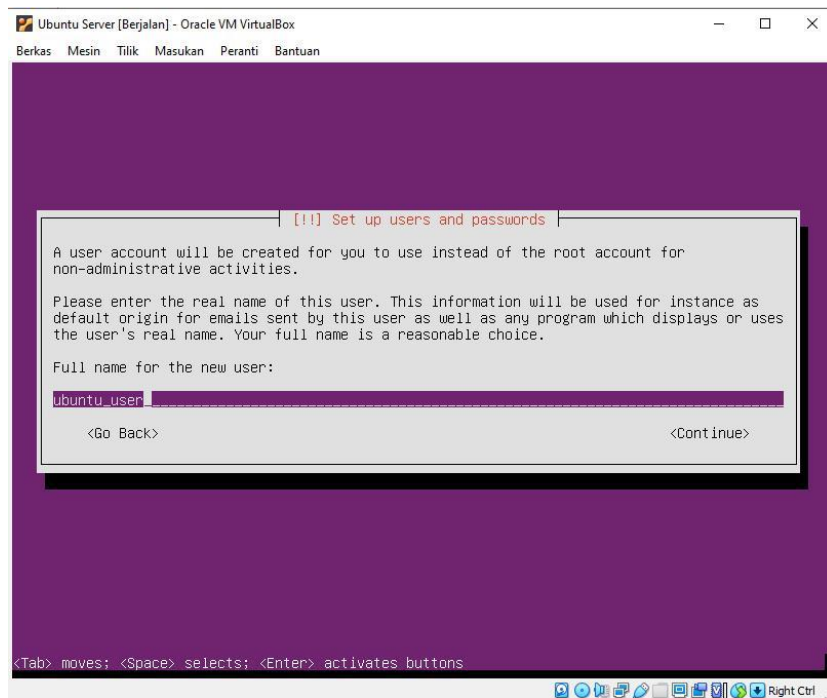 Ubuntu Server [Berjalan] - Oracle VM VirtualBox
Berkas Mesin Tilik Masukan Peranti Bantuan
[!!] Set up users and passwords
A user account will be created for you to use instead of the root account for
non-administrative activities.
Please enter the real name of this user. This information will be used for instance as
default origin for emails sent by this user as well as any program which displays or uses
the user's real name. Your full name is a reasonable choice.
Full name for the new user:
ubuntu_user
<Go Back> <Continue>
<Tab> moves; <Space> selects; <Enter> activates buttons
Right Ctrl